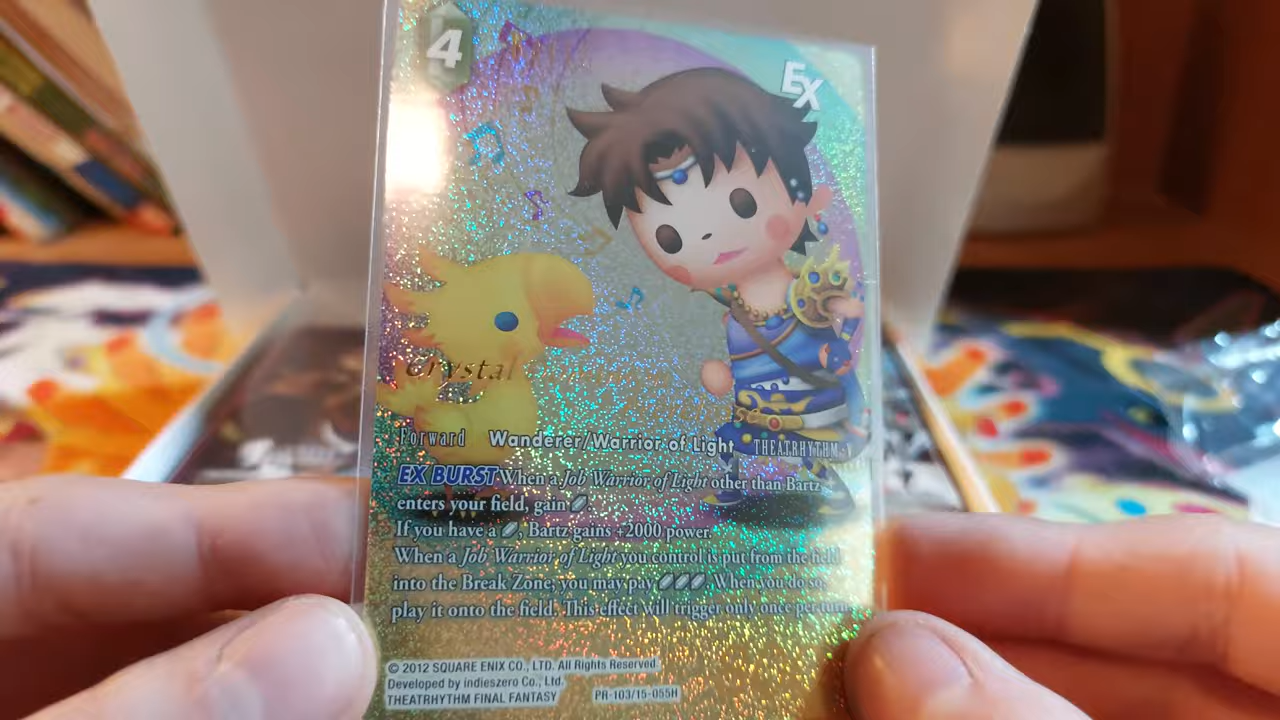 4
EX
Crystal
Forward Wanderer/Warrior of Light THEATRHYTHM
EX BURST When a Job Warrior of Light other than Bartz
enters your field, gain .
If you have a , Bartz gains +2000 power.
When a Job Warrior of Light you control is put from the field
into the Break Zone, you may pay . When you do so,
play it onto the field. This effect will trigger only once per turn.
© 2012 SQUARE ENIX CO., LTD. All Rights Reserved.
Developed by indieszero Co., Ltd.
THEATRHYTHM FINAL FANTASY PR-103/15-055H